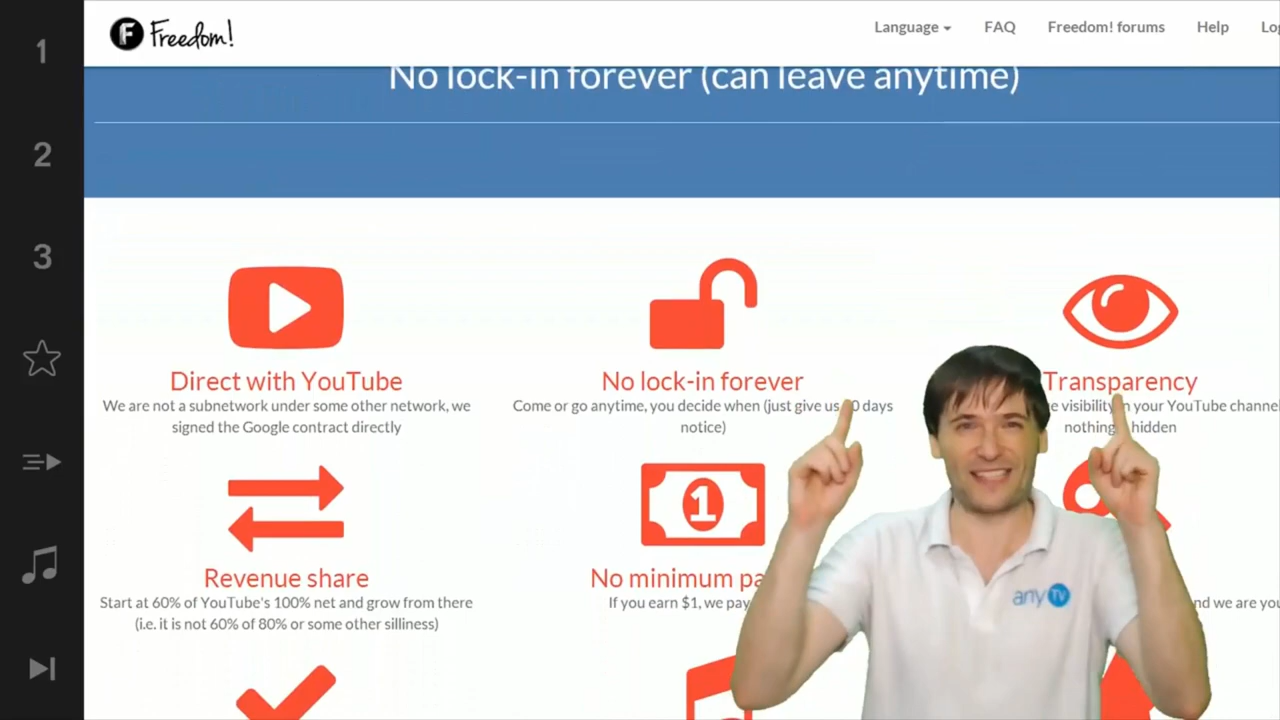 1
2
3
F Freedom!
Language
FAQ
Freedom! forums
Help
No lock-in forever (can leave anytime)
Direct with YouTube
We are not a subnetwork under some other network, we
signed the Google contract directly
No lock-in forever
Come or go anytime, you decide when (just give us days
notice)
Transparency
visibility in your YouTube channel
nothing hidden
Revenue share
Start at 60% of YouTube's 100% net and grow from there
(i.e. it is not 60% of 80% or some other silliness)
1
No minimum
If you earn $1, we pay
and we are
anyTV